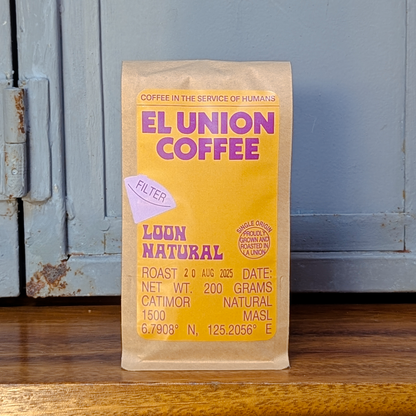 COFFEE IN THE SERVICE OF HUMANS
EL UNION
COFFEE
FILTER
LOON
NATURAL
SINGLE ORIGIN
PROUDLY
GROWN AND
ROASTED IN
LA UNION
ROAST 20 AUG 2025 DATE:
NET WT. 200 GRAMS
CATIMOR NATURAL
1500 MASL
6.7908° N, 125.2056° E